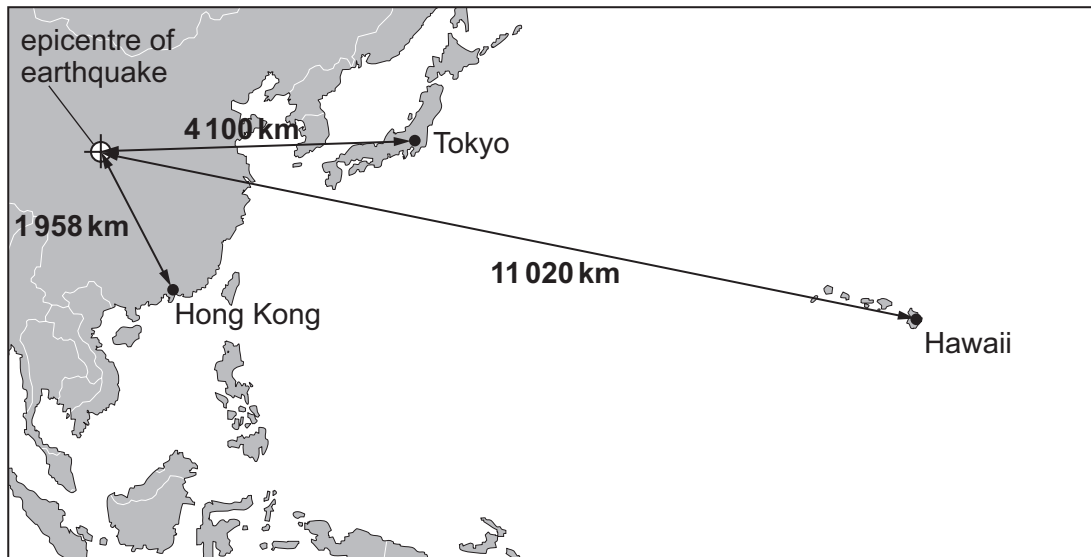 epicentre of
earthquake
4 100 km
Tokyo
1 958 km
11 020 km
Hong Kong
Hawaii